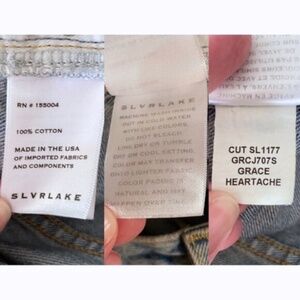 RN # 155004
100% COTTON
MADE IN THE USA
OF IMPORTED FABRICS
AND COMPONENTS
SLVRLAKE
SLVRLAKE
MACHINE WASH INSIDE
OUT IN COLD WATER
WITH LIKE COLORS.
DO NOT BLEACH
LINE DRY OR TUMBLE
DRY ON COOL SETTING.
COLOR MAY TRANSFER
ONTO LIGHTER FABRIC
COLOR FADING IS
NATURAL AND WILL
HAPPEN OVER TIME
CUT SL1177
GRCJ707S
GRACE
HEARTACHE